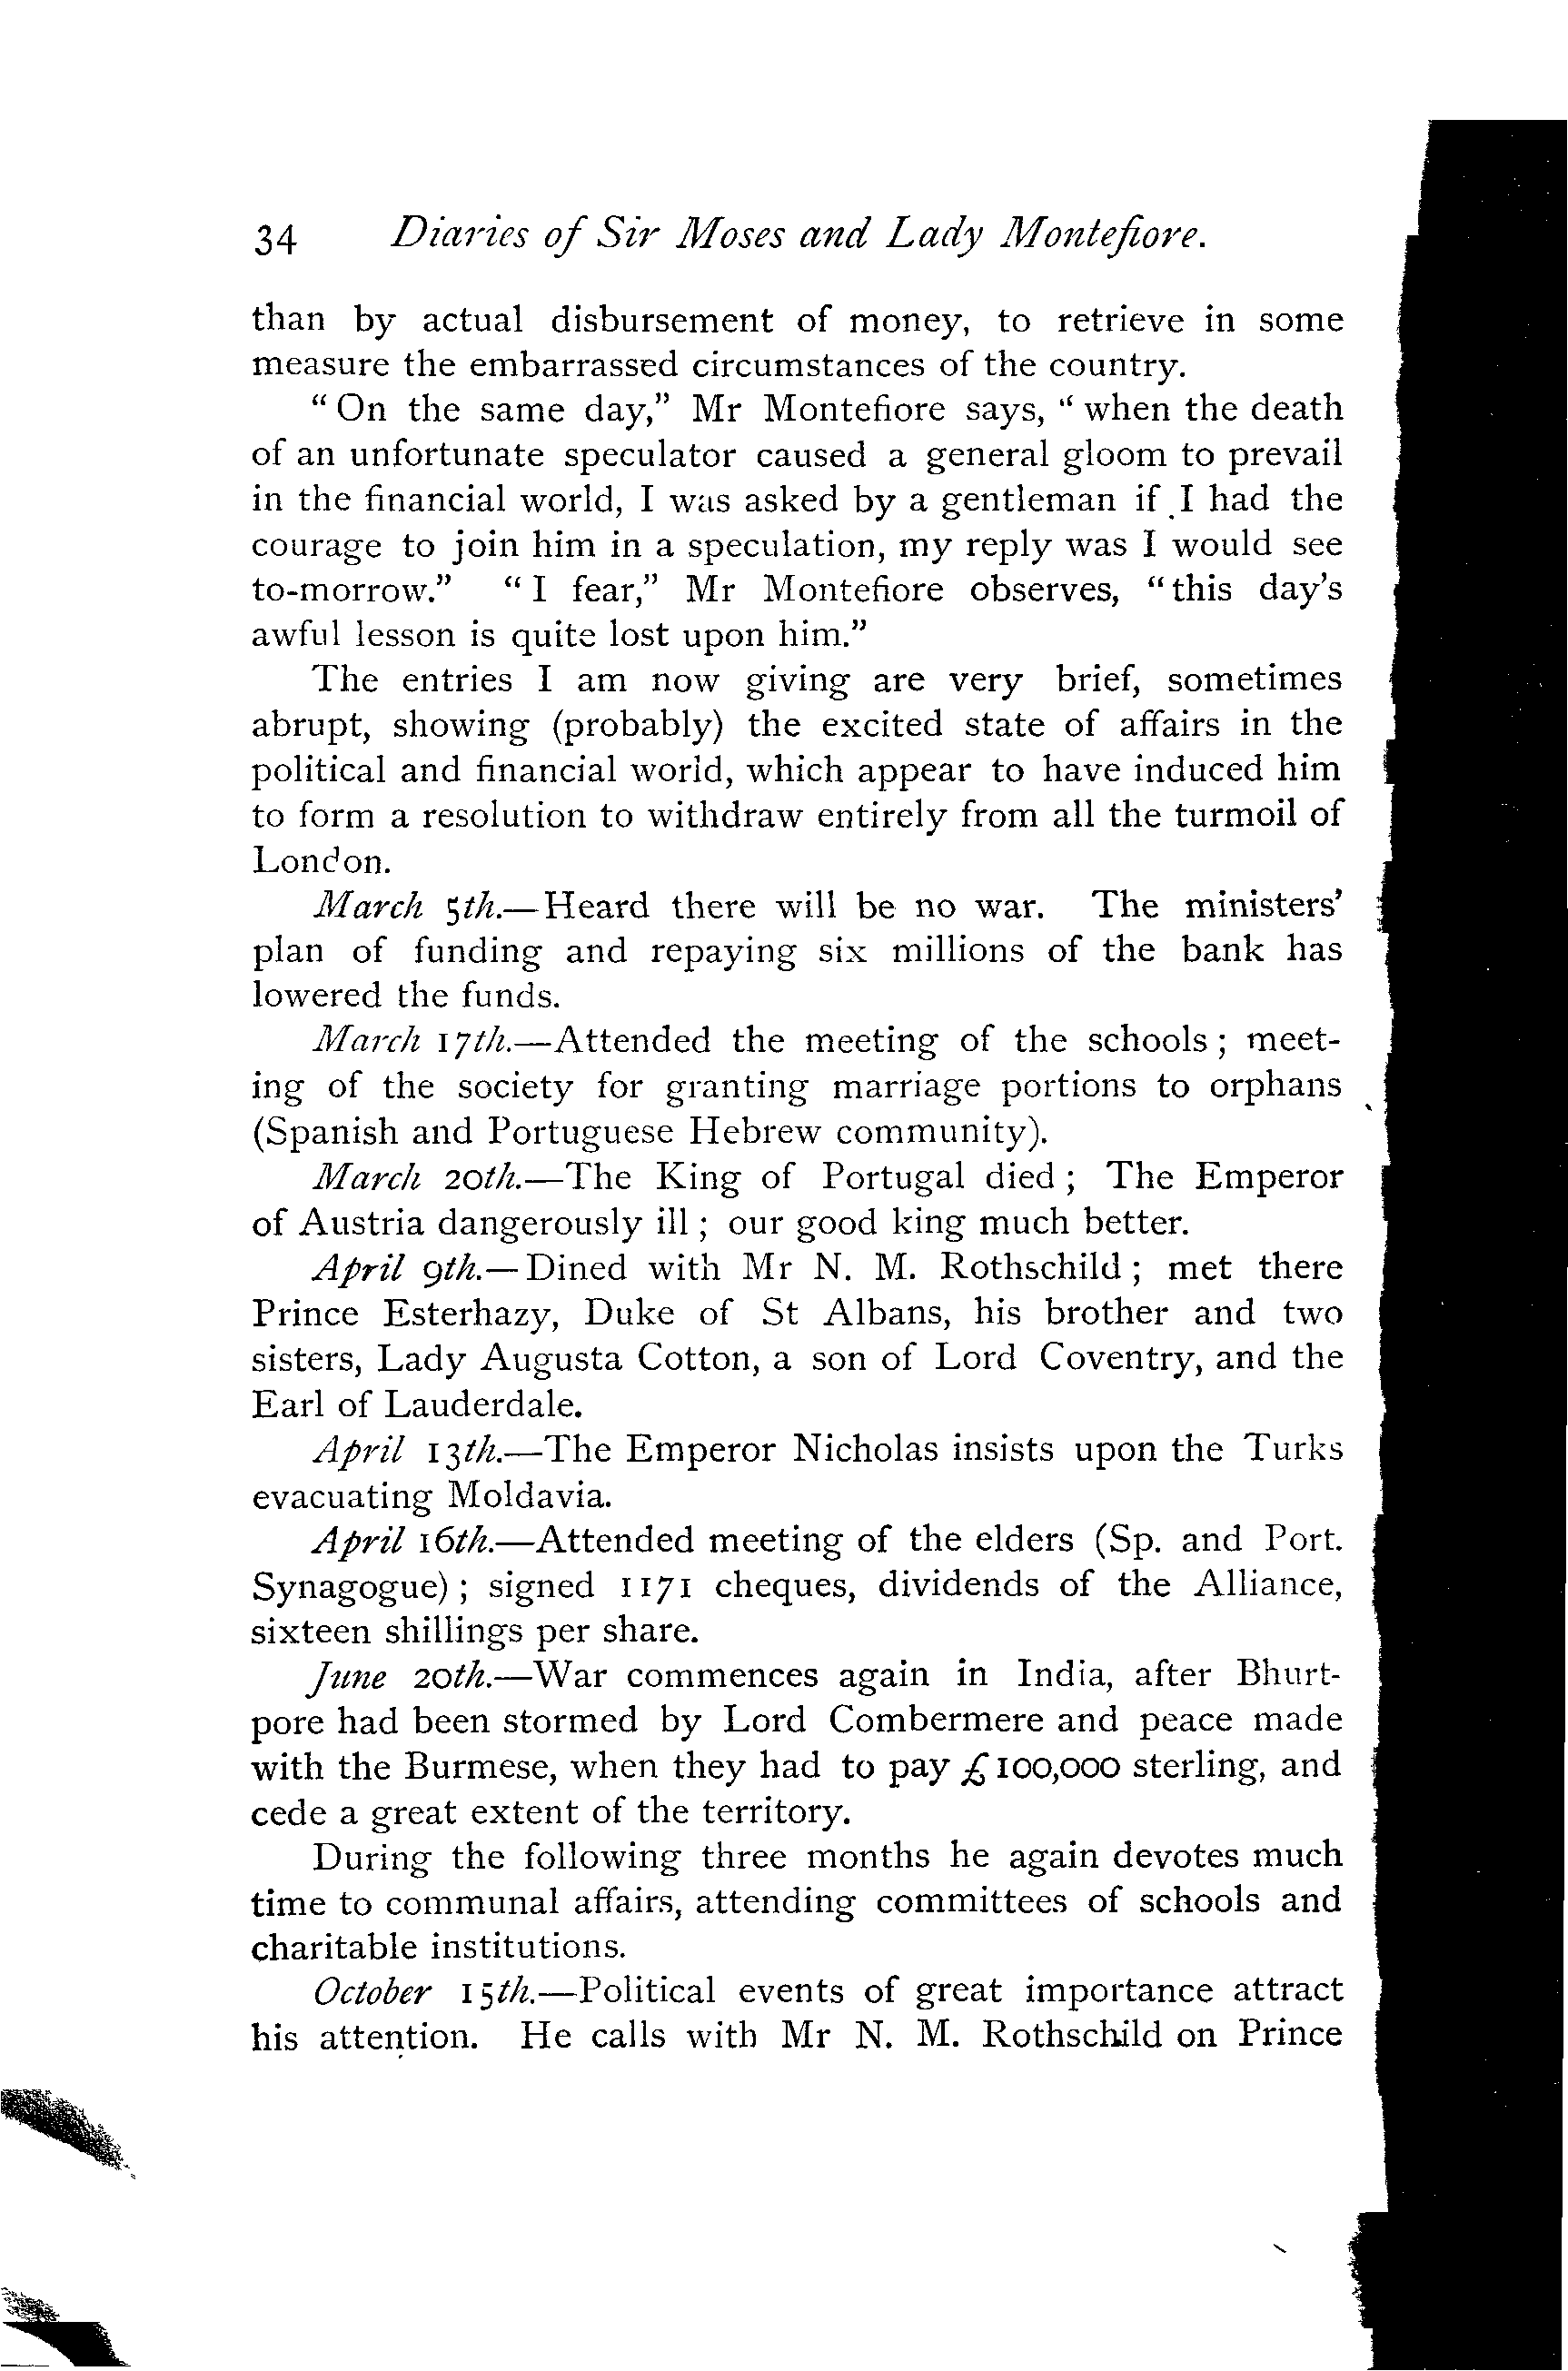 34 Diaries of Sir Moses and Lady Montefiore.
than by actual disbursement of money, to retrieve in some
measure the embarrassed circumstances of the country.
“ On the same day,” Mr Montefiore says, “ when the death
of an unfortunate speculator caused a general gloom to prevail
in the financial world, I was asked by a gentleman if I had the
courage to join him in a speculation, my reply was I would see
to-morrow.” “ I fear,” Mr Montefiore observes, “ this day’s
awful lesson is quite lost upon him.”
The entries I am now giving are very brief, sometimes
abrupt, showing (probably) the excited state of affairs in the
political and financial world, which appear to have induced him
to form a resolution to withdraw entirely from all the turmoil of
London.
March 5th.—Heard there will be no war. The ministers’
plan of funding and repaying six millions of the bank has
lowered the funds.
March 17th.—Attended the meeting of the schools ; meet-
ing of the society for granting marriage portions to orphans
(Spanish and Portuguese Hebrew community).
March 20th.—The King of Portugal died ; The Emperor
of Austria dangerously ill ; our good king much better.
April 9th.—Dined with Mr N. M. Rothschild ; met there
Prince Esterhazy, Duke of St Albans, his brother and two
sisters, Lady Augusta Cotton, a son of Lord Coventry, and the
Earl of Lauderdale.
April 13th.—The Emperor Nicholas insists upon the Turks
evacuating Moldavia.
April 16th.—Attended meeting of the elders (Sp. and Port.
Synagogue) ; signed 1171 cheques, dividends of the Alliance,
sixteen shillings per share.
June 20th.—War commences again in India, after Bhurt-
pore had been stormed by Lord Combermere and peace made
with the Burmese, when they had to pay £100,000 sterling, and
cede a great extent of the territory.
During the following three months he again devotes much
time to communal affairs, attending committees of schools and
charitable institutions.
October 15th.—Political events of great importance attract
his attention. He calls with Mr N. M. Rothschild on Prince